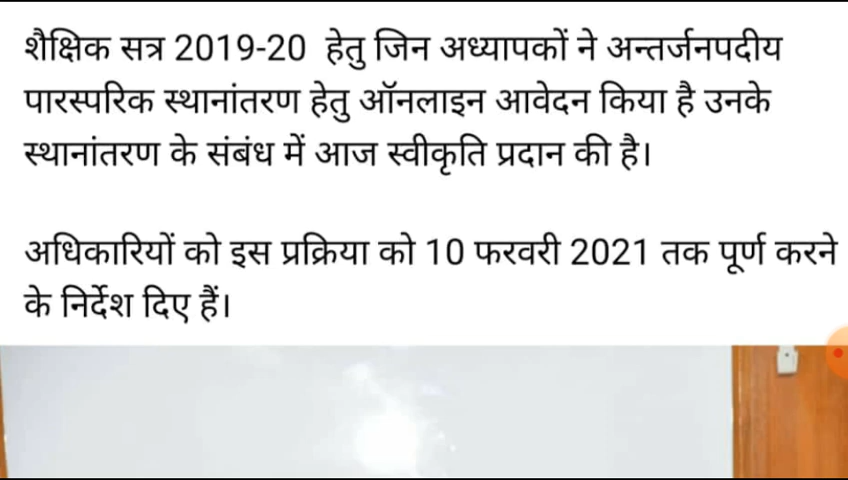 शैक्षिक सत्र 2019-20 हेतु जिन अध्यापकों ने अन्तर्जनपदीय
पारस्परिक स्थानांतरण हेतु ऑनलाइन आवेदन किया है उनके
स्थानांतरण के संबंध में आज स्वीकृति प्रदान की है।
अधिकारियों को इस प्रक्रिया को 10 फरवरी 2021 तक पूर्ण करने
के निर्देश दिए हैं।